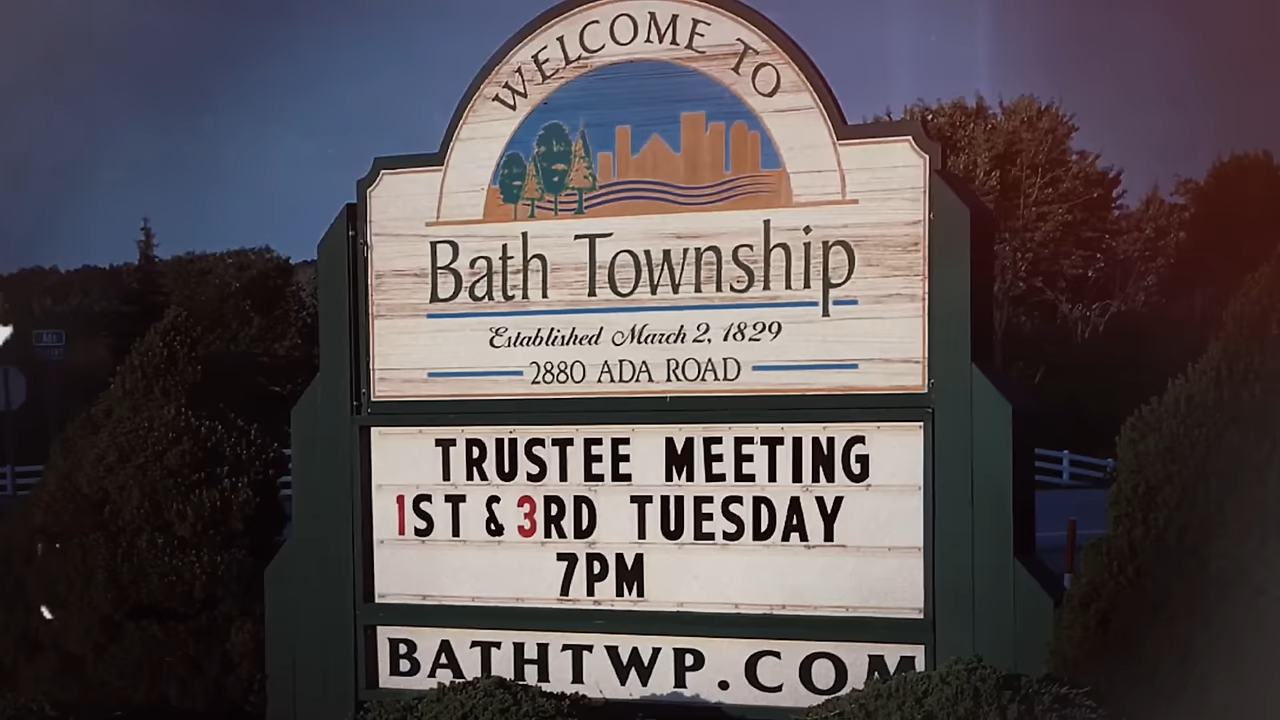 WELCOME TO
Bath Township
Established March 2, 1829
2880 ADA ROAD
TRUSTEE MEETING
1ST & 3RD TUESDAY
7PM
BATHTWP.COM